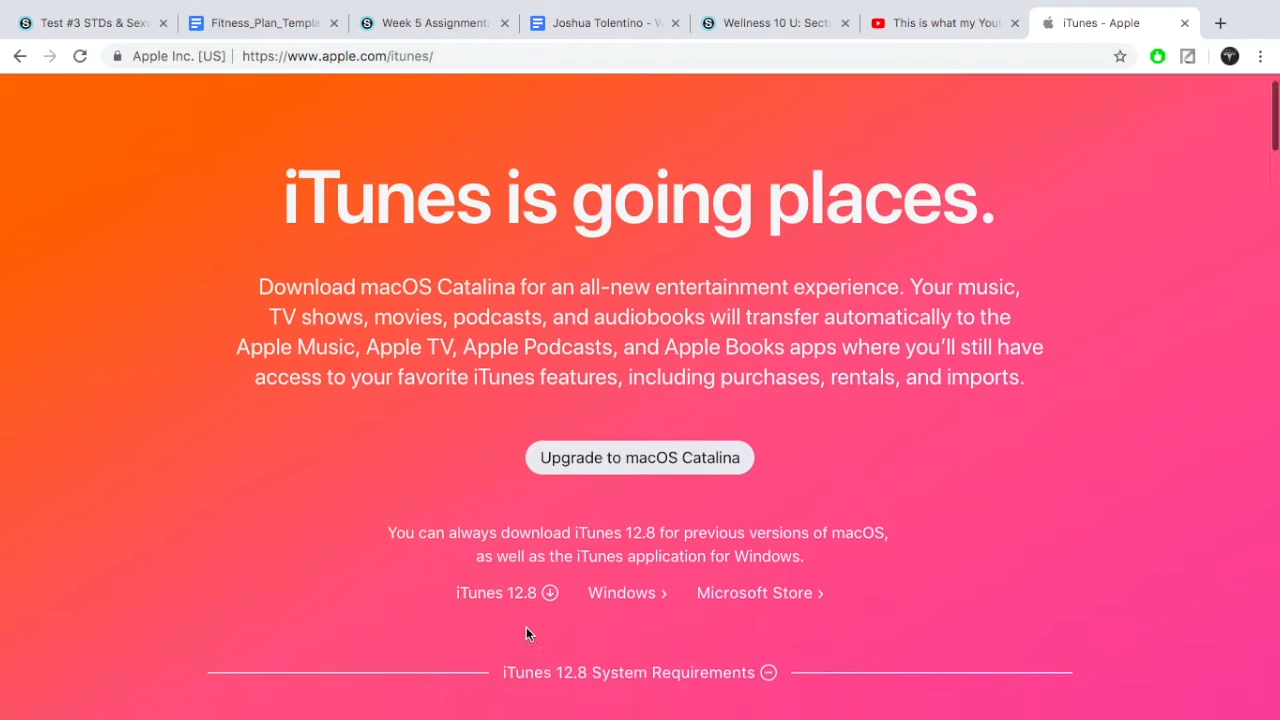 Test #3 STDs & Sexu
Fitness_Plan_Templa
Week 5 Assignment:
Joshua Tolentino - W
Wellness 10 U: Secti
This is what my You
iTunes - Apple
Apple Inc. [US] | https://www.apple.com/itunes/
iTunes is going places.
Download macOS Catalina for an all-new entertainment experience. Your music,
TV shows, movies, podcasts, and audiobooks will transfer automatically to the
Apple Music, Apple TV, Apple Podcasts, and Apple Books apps where you’ll still have
access to your favorite iTunes features, including purchases, rentals, and imports.
Upgrade to macOS Catalina
You can always download iTunes 12.8 for previous versions of macOS,
as well as the iTunes application for Windows.
iTunes 12.8 Windows › Microsoft Store ›
iTunes 12.8 System Requirements